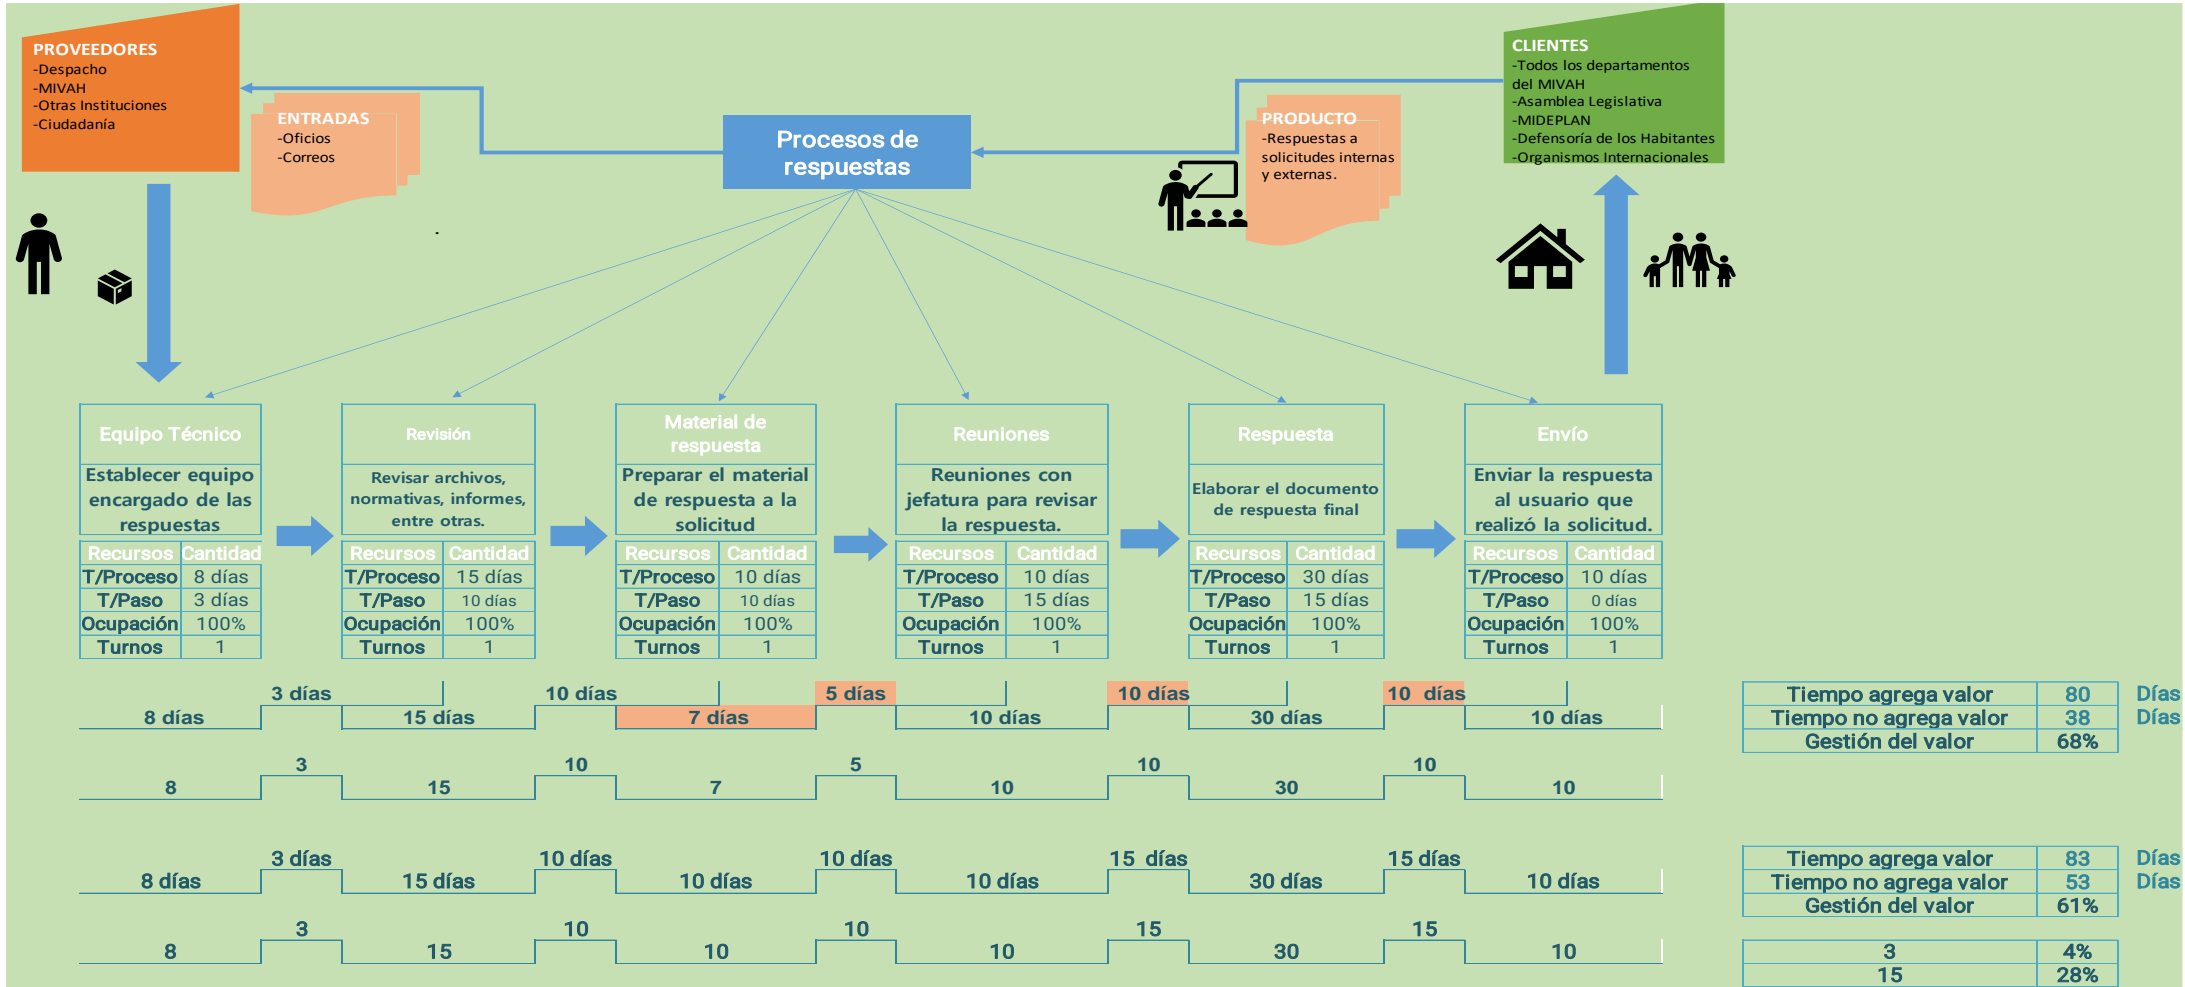 PROVEEDORES
-Despacho
-MIVAH
-Otras Instituciones
-Ciudadanía
ENTRADAS
-Oficios
-Correos
Procesos de
respuestas
PRODUCTO
-Respuestas a
solicitudes internas
y externas.
CLIENTES
-Todos los departamentos
del MIVAH
-Asamblea Legislativa
-MIDEPLAN
-Defensoría de los Habitantes
-Organismos Internacionales
Equipo Técnico
Establecer equipo
encargado de las
respuestas
Recursos Cantidad
T/Proceso 8 días
T/Paso 3 días
Ocupación 100%
Turnos 1
Revisión
Revisar archivos,
normativas, informes,
entre otras.
Recursos Cantidad
T/Proceso 15 días
T/Paso 10 días
Ocupación 100%
Turnos 1
Material de
respuesta
Preparar el material
de respuesta a la
solicitud
Recursos Cantidad
T/Proceso 10 días
T/Paso 10 días
Ocupación 100%
Turnos 1
Reuniones
Reuniones con
jefatura para revisar
la respuesta.
Recursos Cantidad
T/Proceso 10 días
T/Paso 15 días
Ocupación 100%
Turnos 1
Respuesta
Elaborar el documento
de respuesta final
Recursos Cantidad
T/Proceso 30 días
T/Paso 15 días
Ocupación 100%
Turnos 1
Envío
Enviar la respuesta
al usuario que
realizó la solicitud.
Recursos Cantidad
T/Proceso 10 días
T/Paso 0 días
Ocupación 100%
Turnos 1
3 días 10 días 5 días 10 días 10 días
8 días 15 días 7 días 10 días 30 días 10 días
Tiempo agrega valor 80 Días
Tiempo no agrega valor 38 Días
Gestión del valor 68%
3 10 5 10 10
8 15 7 10 30 10
3 días 10 días 10 días 15 días 15 días
8 días 15 días 10 días 10 días 30 días 10 días
Tiempo agrega valor 83 Días
Tiempo no agrega valor 53 Días
Gestión del valor 61%
3 10 10 15 15
8 15 10 10 30 10
3 4%
15 28%